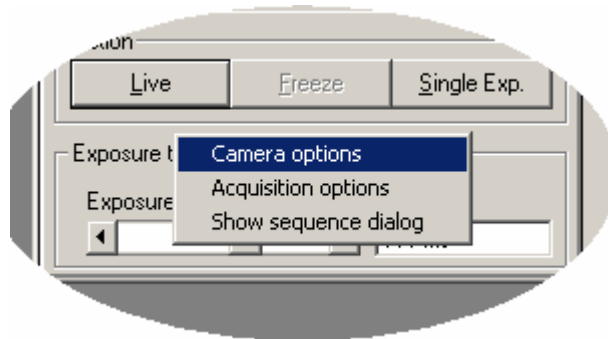 Live Freeze Single Exp.
Exposure t
Camera options
Acquisition options
Exposure
Show sequence dialog